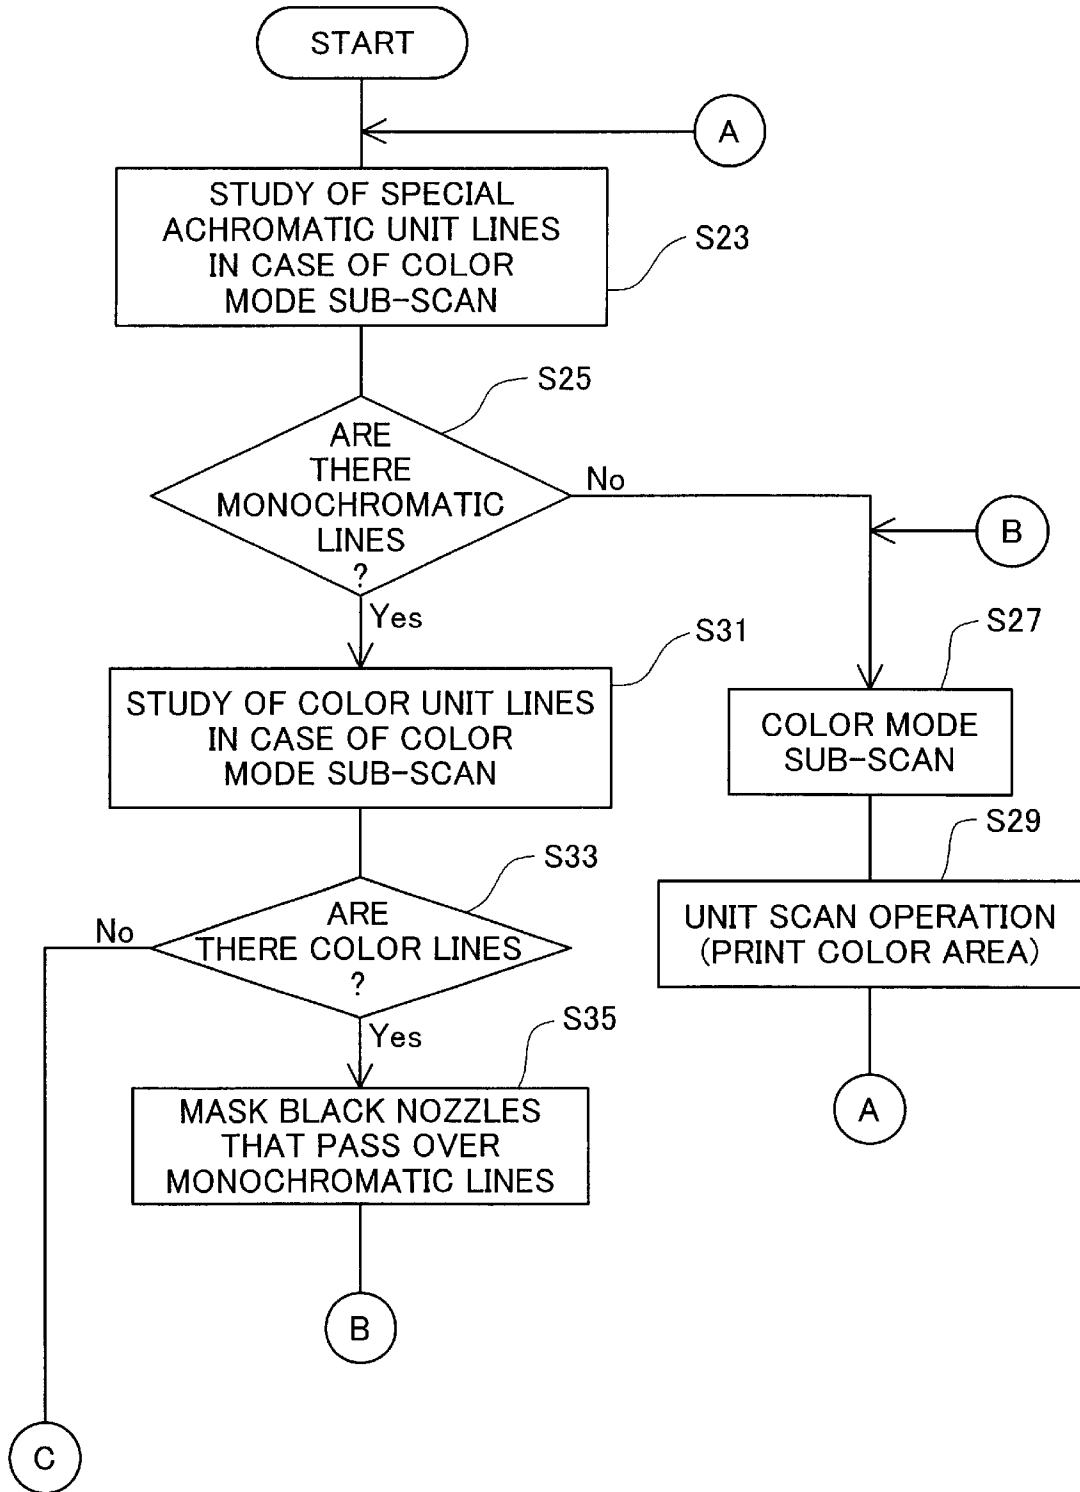 START
A
STUDY OF SPECIAL
ACHROMATIC UNIT LINES
IN CASE OF COLOR
MODE SUB-SCAN
S23
S25
ARE
THERE
MONOCHROMATIC
LINES
?
No
Yes
B
S27
COLOR MODE
SUB-SCAN
S31
STUDY OF COLOR UNIT LINES
IN CASE OF COLOR
MODE SUB-SCAN
S29
UNIT SCAN OPERATION
(PRINT COLOR AREA)
A
S33
ARE
THERE COLOR LINES
?
No
Yes
S35
MASK BLACK NOZZLES
THAT PASS OVER
MONOCHROMATIC LINES
B
C